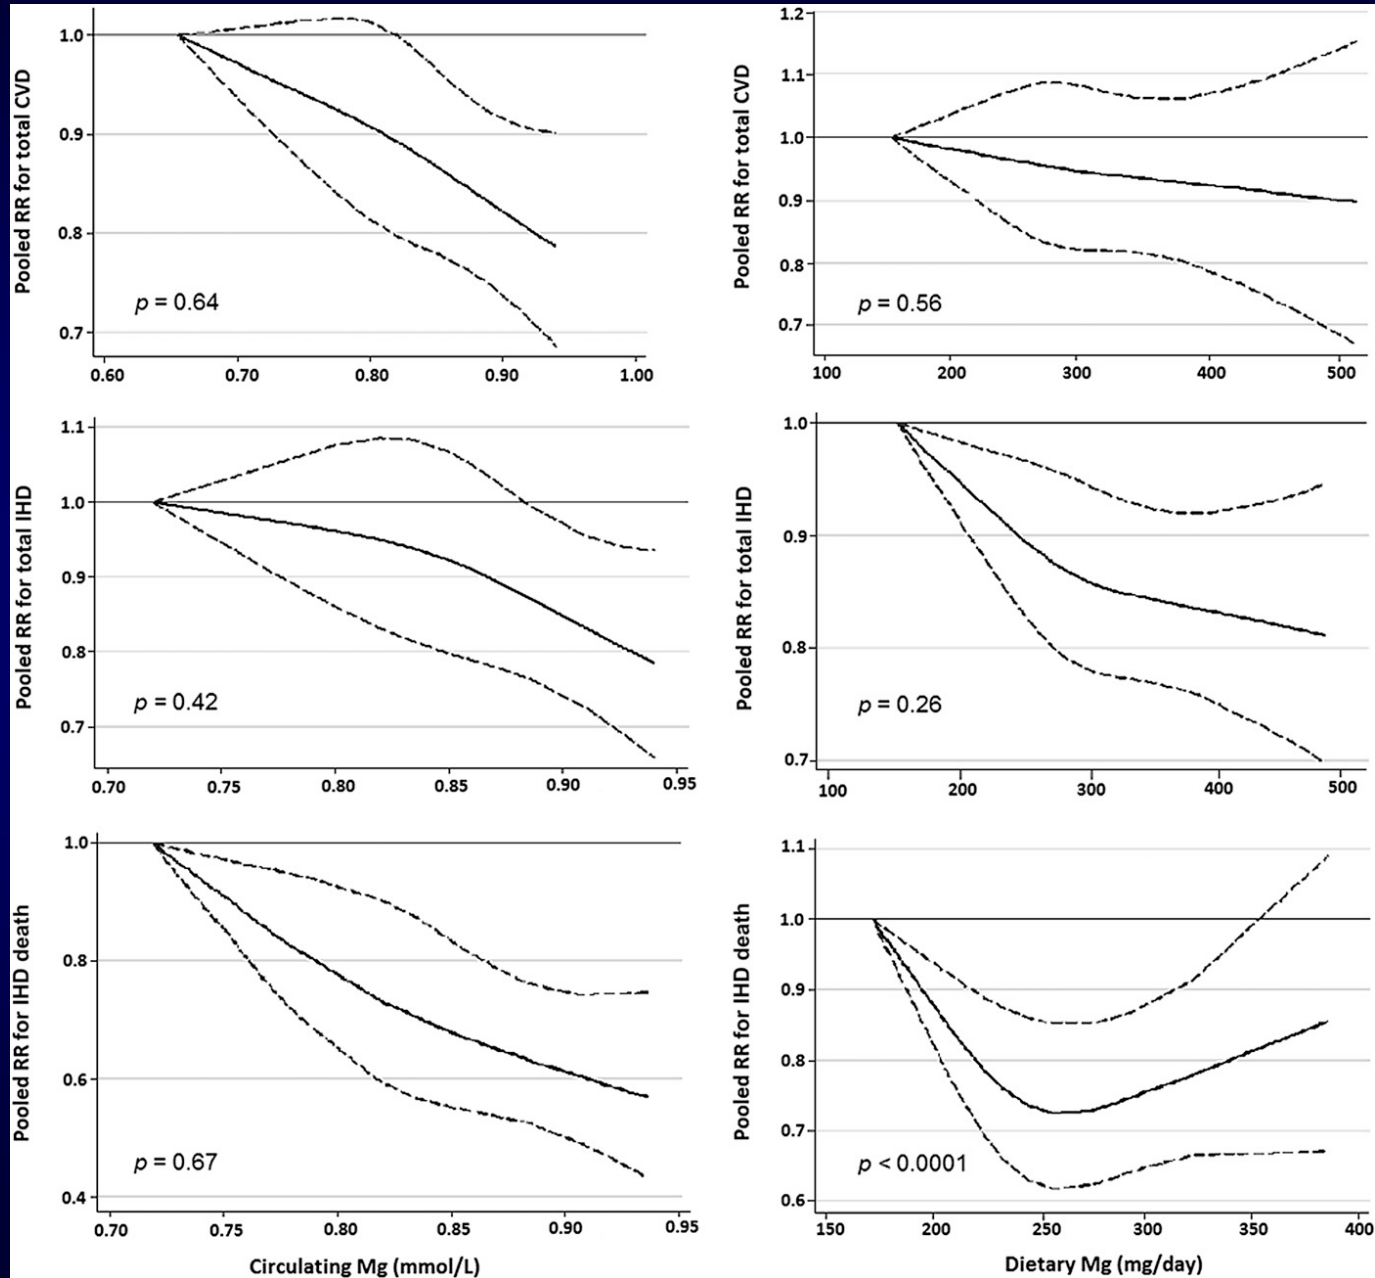 Pooled RR for total CVD
1.0
0.9
0.8
0.7
p = 0.64
0.60 0.70 0.80 0.90 1.00
Pooled RR for total CVD
1.2
1.1
1.0
0.9
0.8
0.7
p = 0.56
100 200 300 400 500
Pooled RR for total IHD
1.1
1.0
0.9
0.8
0.7
p = 0.42
0.70 0.75 0.80 0.85 0.90 0.95
Pooled RR for total IHD
1.0
0.9
0.8
0.7
p = 0.26
100 200 300 400 500
Pooled RR for IHD death
1.0
0.8
0.6
0.4
p = 0.67
0.70 0.75 0.80 0.85 0.90 0.95
Circulating Mg (mmol/L)
Pooled RR for IHD death
1.1
1.0
0.9
0.8
0.7
0.6
p < 0.0001
150 200 250 300 350 400
Dietary Mg (mg/day)